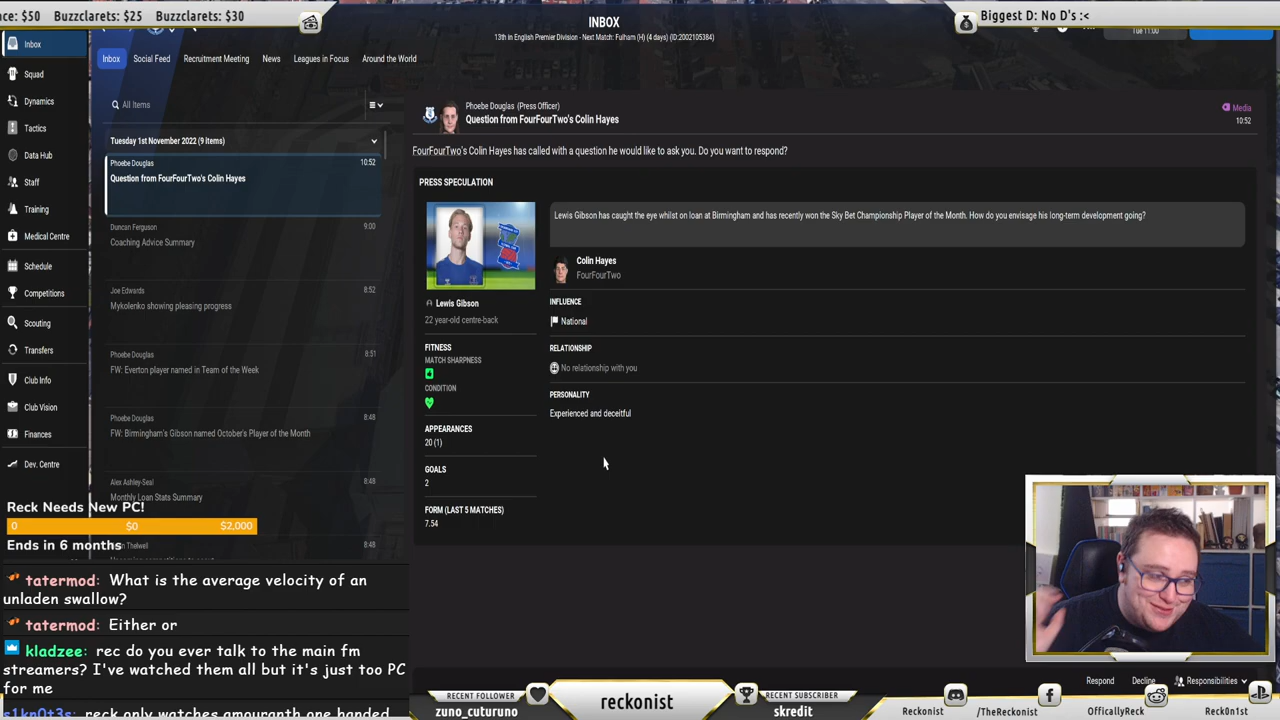 ce: $50 Buzzclarets: $25 Buzzclarets: $30
INBOX
13th in English Premier Division - Next Match: Fulham (H) (4 days) (ID:2002105384)
Biggest D: No D's :<
Tue 11:00
Inbox
Squad
Dynamics
Tactics
Data Hub
Staff
Training
Medical Centre
Schedule
Competitions
Scouting
Transfers
Club Info
Club Vision
Finances
Dev. Centre
Inbox Social Feed Recruitment Meeting News Leagues in Focus Around the World
All Items
Tuesday 1st November 2022 (9 items)
Phoebe Douglas 10:52
Question from FourFourTwo's Colin Hayes
Duncan Ferguson 9:00
Coaching Advice Summary
Joe Edwards 8:52
Mykolenko showing pleasing progress
Phoebe Douglas 8:51
FW: Everton player named in Team of the Week
Phoebe Douglas 8:48
FW: Birmingham's Gibson named October's Player of the Month
Alex Ashley-Seal 8:48
Monthly Loan Stats Summary
Thelwell 8:48
Phoebe Douglas (Press Officer)
Question from FourFourTwo's Colin Hayes
Media
10:52
FourFourTwo's Colin Hayes has called with a question he would like to ask you. Do you want to respond?
PRESS SPECULATION
Lewis Gibson has caught the eye whilst on loan at Birmingham and has recently won the Sky Bet Championship Player of the Month. How do you envisage his long-term development going?
Colin Hayes
FourFourTwo
INFLUENCE
National
RELATIONSHIP
No relationship with you
PERSONALITY
Experienced and deceitful
Lewis Gibson
22 year-old centre-back
FITNESS
MATCH SHARPNESS
CONDITION
APPEARANCES
20 (1)
GOALS
2
FORM (LAST 5 MATCHES)
7.54
Respond Decline Responsibilities
Reck Needs New PC!
0 $0 $2,000
Ends in 6 months
tatermod: What is the average velocity of an
unladen swallow?
tatermod: Either or
kladzee: rec do you ever talk to the main fm
streamers? I've watched them all but it's just too PC
for me
s1kn0t3s: reck only watches amouranth one handed
RECENT FOLLOWER
zuno_cuturuno
reckonist
RECENT SUBSCRIBER
skredit
Reckonist
/TheReckonist
OffficallyReck
Reck0n1st